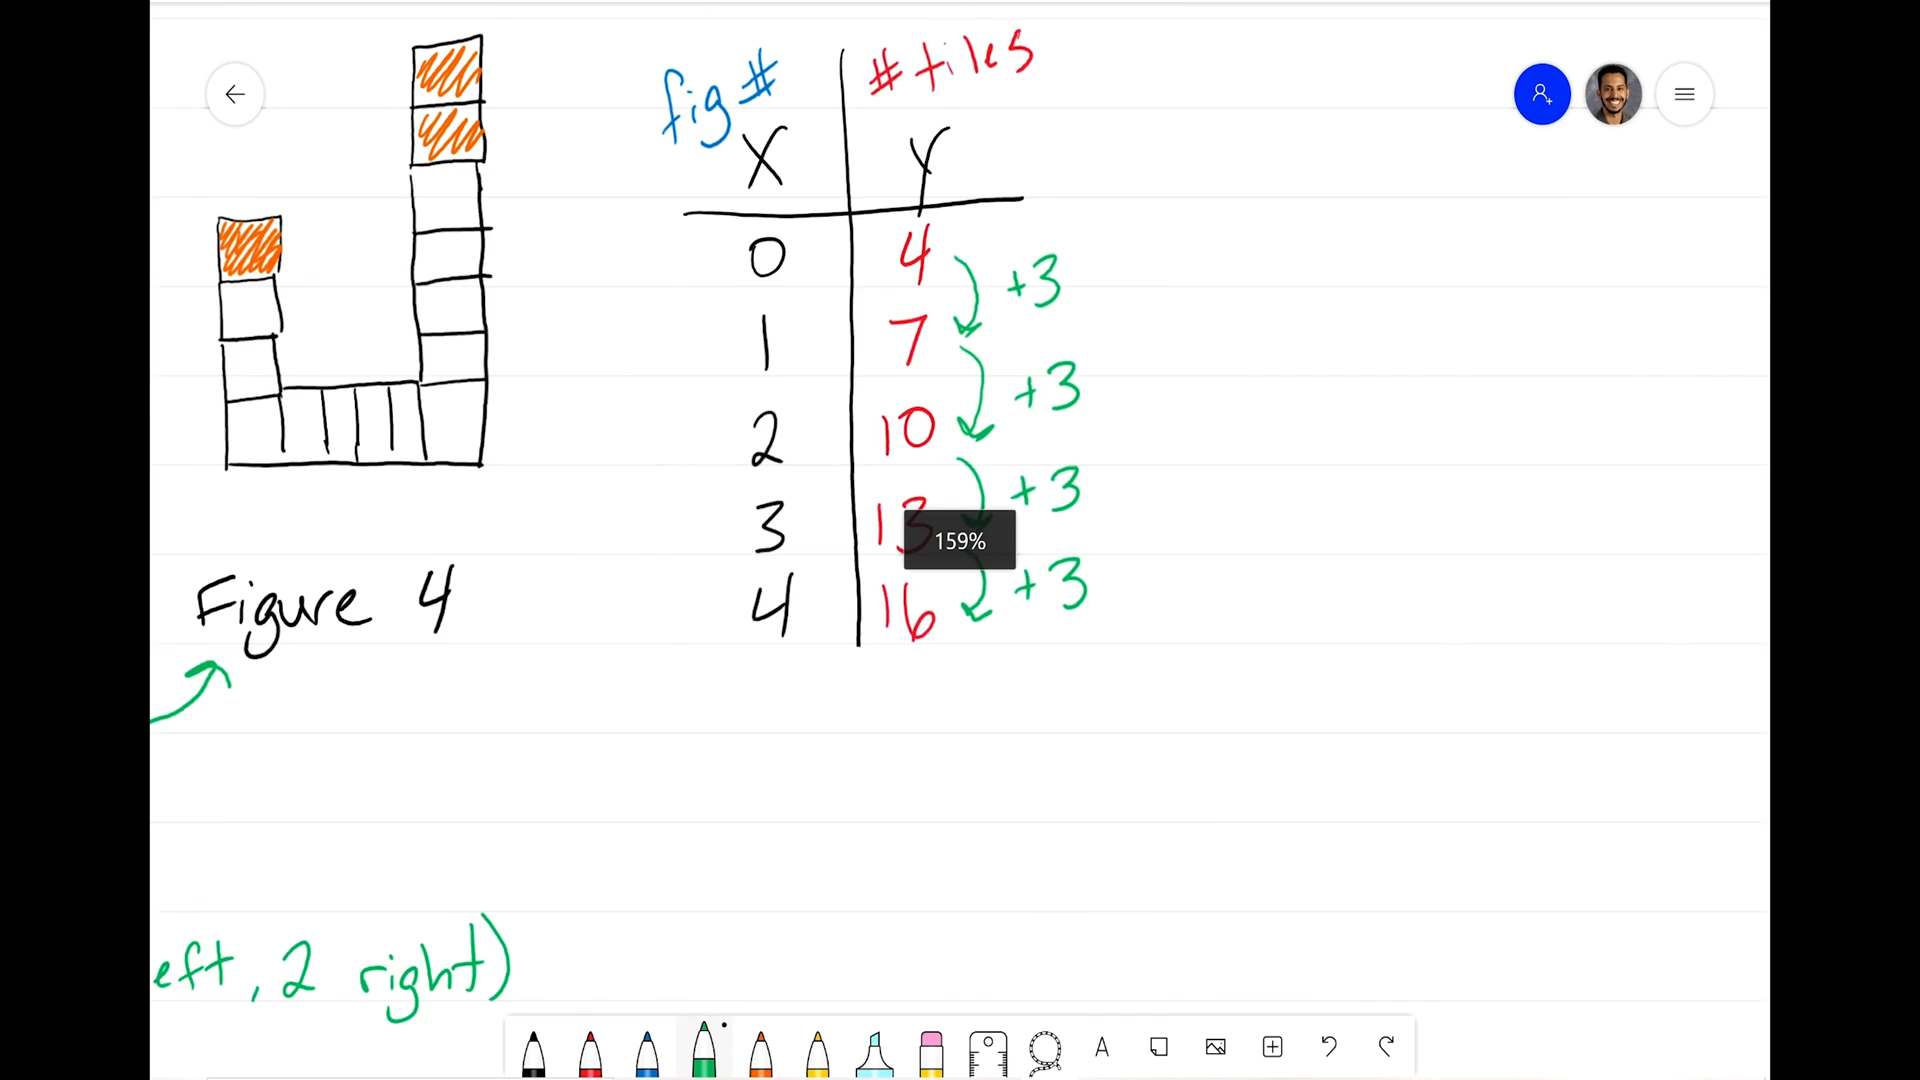 fig # # tiles
X Y
0 4
+3
1 7
+3
2 10
+3
3 13
159%
4 16 +3
Figure 4
eft, 2 right)
A